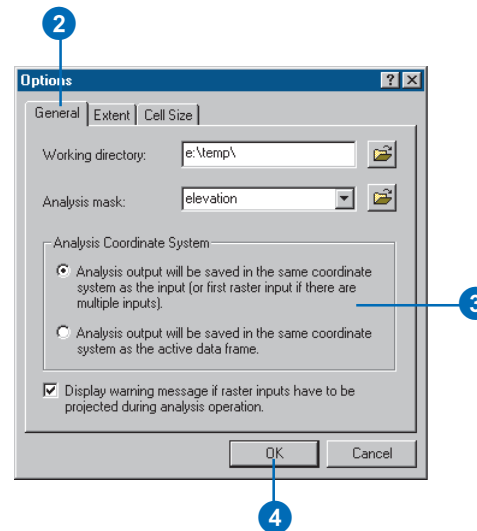 2
Options
General Extent Cell Size
Working directory: e:\temp\
Analysis mask: elevation
Analysis Coordinate System
Analysis output will be saved in the same coordinate
system as the input (or first raster input if there are
multiple inputs).
3
Analysis output will be saved in the same coordinate
system as the active data frame.
Display warning message if raster inputs have to be
projected during analysis operation.
OK Cancel
4